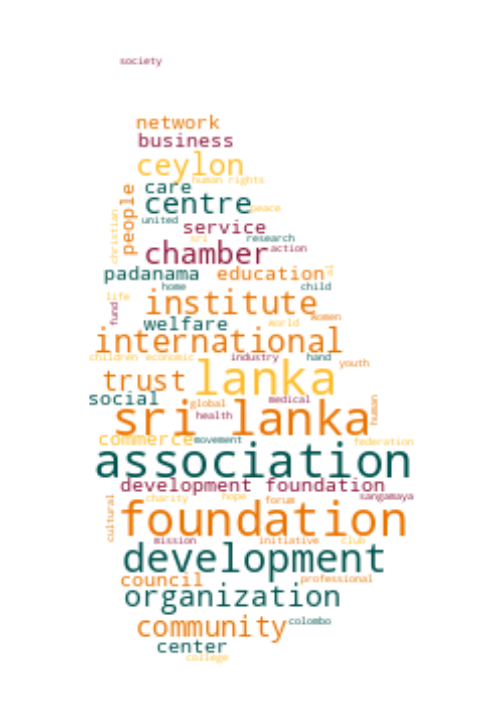 society
network
business
ceylon
human rights
care
people
centre
peace
united
christian
service
sri
research
chamber
action
padanama education
al
home
child
life
institute
fund
women
welfare
world
international
children economic
industry
hand
youth
trust
lanka
social
global
medical
sri lanka
health
human
commerce
movement
federation
association
development foundation
charity
hope
forum
sangamaya
cultural
foundation
mission
initiative
club
development
council
professional
organization
community
colombo
center
college